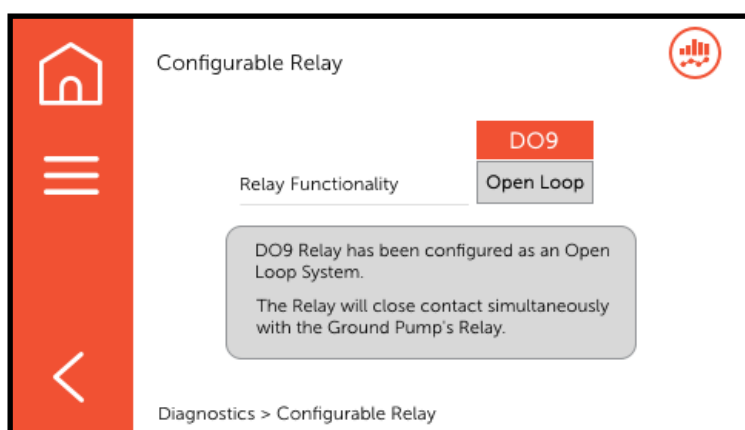 Configurable Relay
DO9
Relay Functionality
Open Loop
DO9 Relay has been configured as an Open
Loop System.
The Relay will close contact simultaneously
with the Ground Pump's Relay.
Diagnostics > Configurable Relay